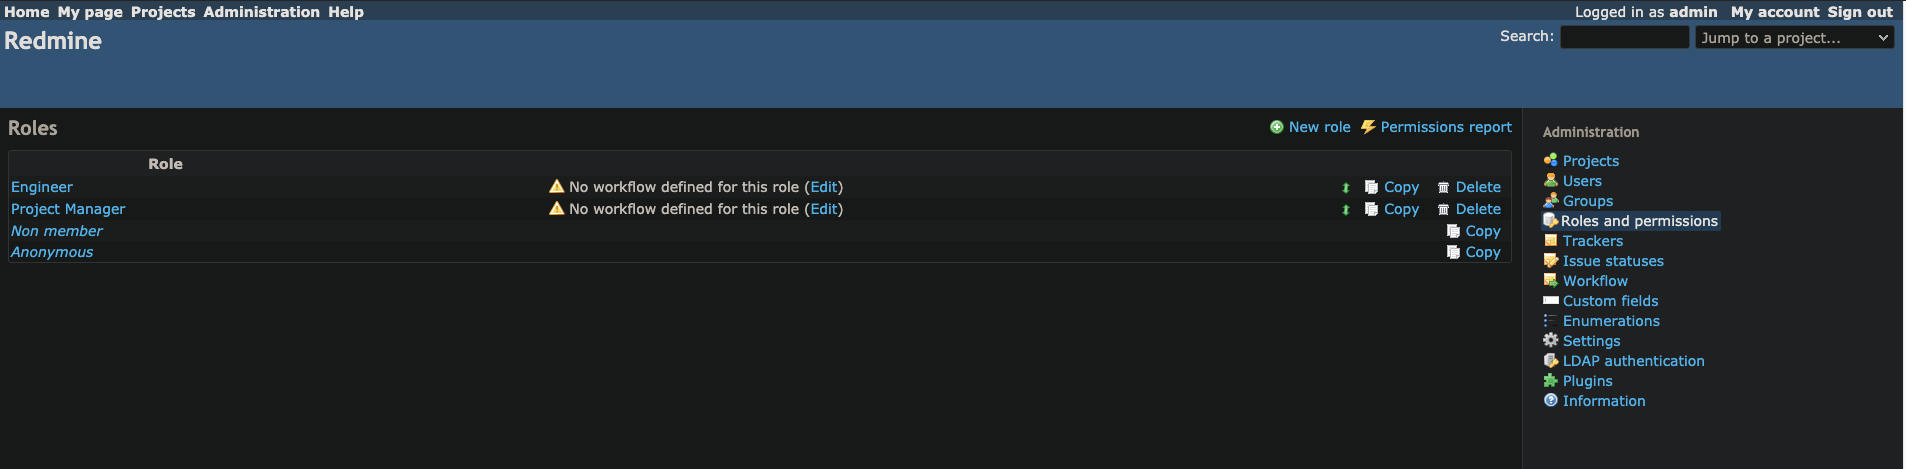 Home My page Projects Administration Help Logged in as admin My account Sign out
Redmine Search: Jump to a project...
Roles New role Permissions report
Role
Engineer No workflow defined for this role (Edit) Copy Delete
Project Manager No workflow defined for this role (Edit) Copy Delete
Non member Copy
Anonymous Copy
Administration
Projects
Users
Groups
Roles and permissions
Trackers
Issue statuses
Workflow
Custom fields
Enumerations
Settings
LDAP authentication
Plugins
Information